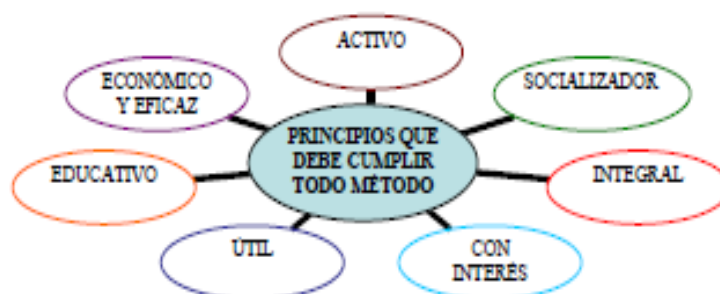 ACTIVO
ECONÓMICO
Y EFICAZ
SOCIALIZADOR
PRINCIPIOS QUE
DEBE CUMPLIR
TODO MÉTODO
EDUCATIVO
INTEGRAL
ÚTIL
CON
INTERÉS